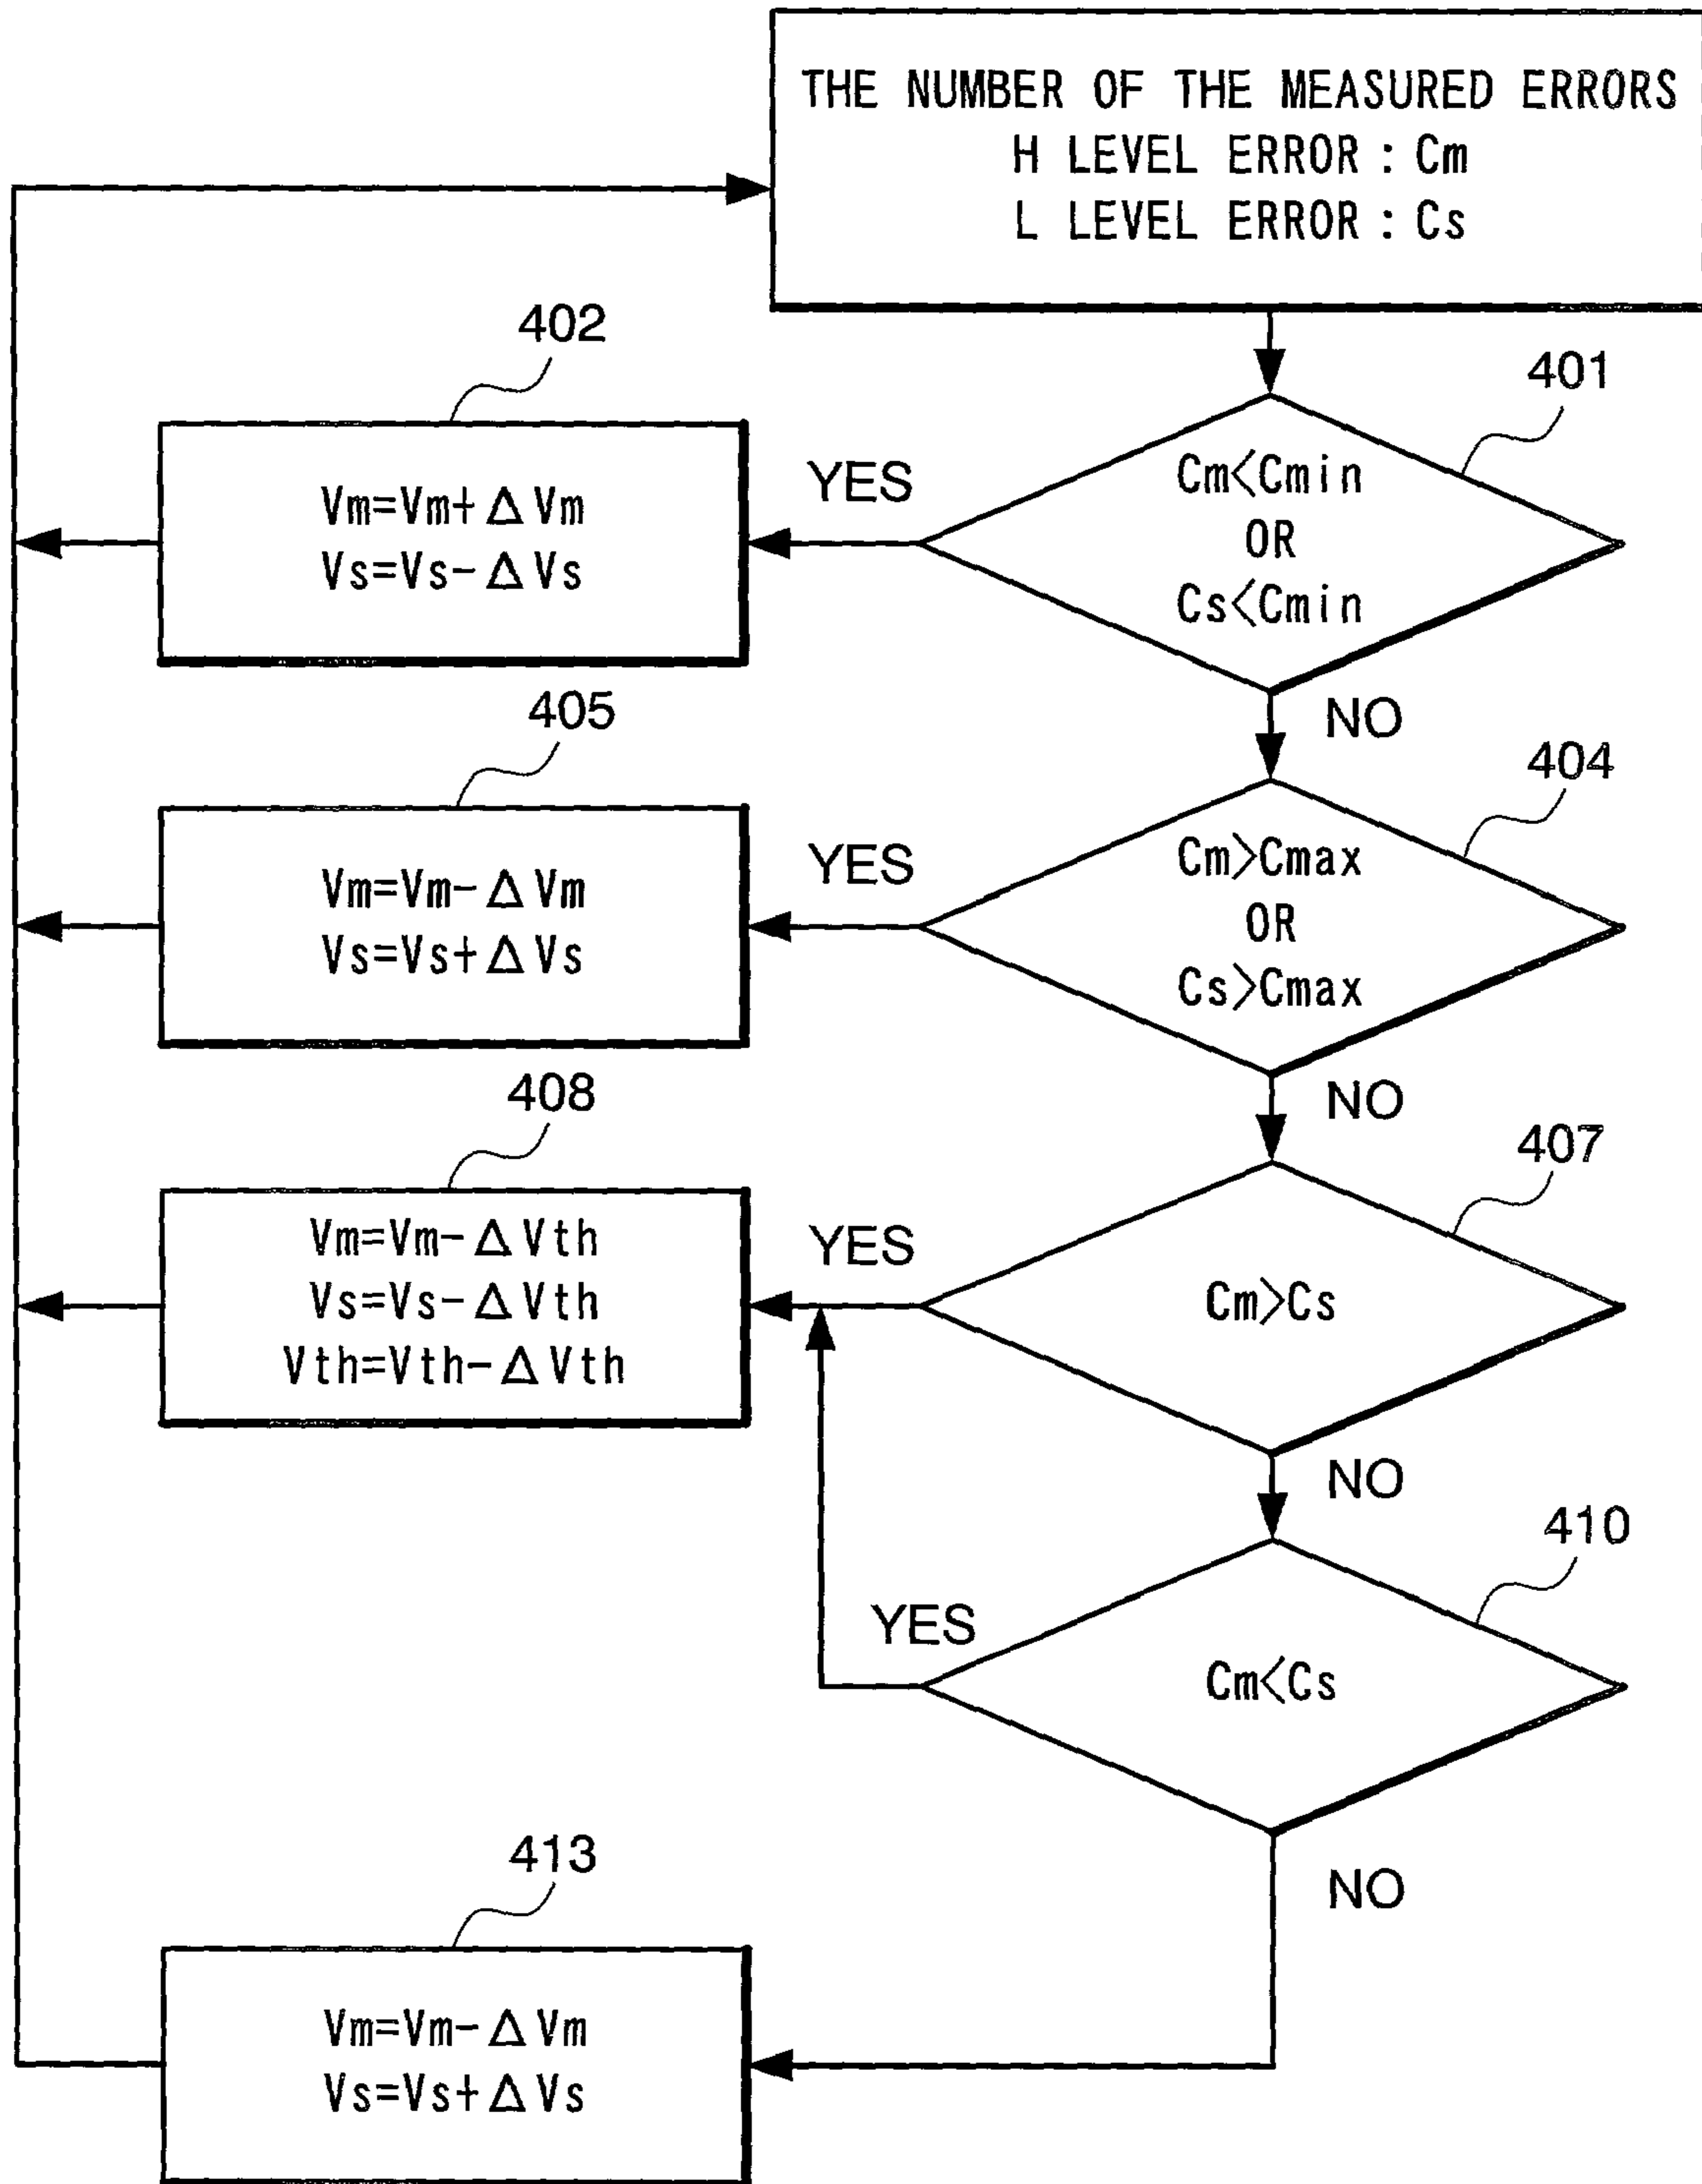 THE NUMBER OF THE MEASURED ERRORS
H LEVEL ERROR : Cm
L LEVEL ERROR : Cs
402
401
Vm=Vm+ΔVm
Vs=Vs-ΔVs
YES
Cm<Cmin
OR
Cs<Cmin
NO
405
404
Vm=Vm-ΔVm
Vs=Vs+ΔVs
YES
Cm>Cmax
OR
Cs>Cmax
NO
408
407
Vm=Vm-ΔVth
Vs=Vs-ΔVth
Vth=Vth-ΔVth
YES
Cm>Cs
NO
410
YES
Cm<Cs
NO
413
Vm=Vm-ΔVm
Vs=Vs+ΔVs